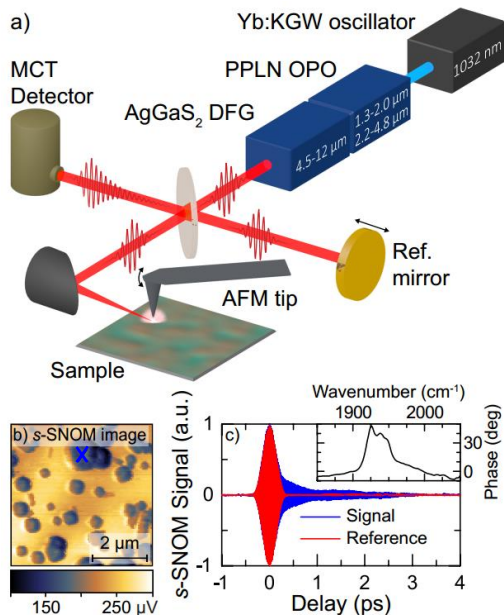 a)
Yb:KGW oscillator
1032 nm
PPLN OPO
1.3-2.0 µm
2.2-4.8 µm
AgGaS₂ DFG
4.5-12 µm
MCT
Detector
Ref.
mirror
AFM tip
Sample
b) s-SNOM image
X
2 µm
150 250
µV
c)
s-SNOM Signal (a.u.)
1
0
-1
-1 0 1 2 3 4
Delay (ps)
Signal
Reference
Wavenumber (cm⁻¹)
1900 2000
Phase (deg)
30
0